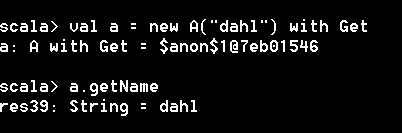 scala> val a = new A("dahl") with Get
a: A with Get = $anon$1@7eb01546
scala> a.getName
res39: String = dahl